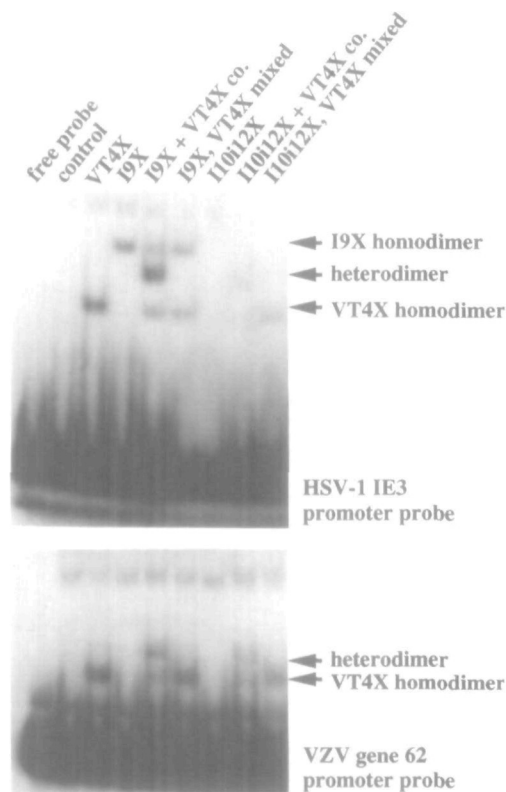 free probe
control
VT4X
I9X
I9X + VT4X co.
I9X, VT4X mixed
I10i12X
I10i12X + VT4X co.
I10i12X, VT4X mixed
I9X homodimer
heterodimer
VT4X homodimer
HSV-1 IE3
promoter probe
heterodimer
VT4X homodimer
VZV gene 62
promoter probe